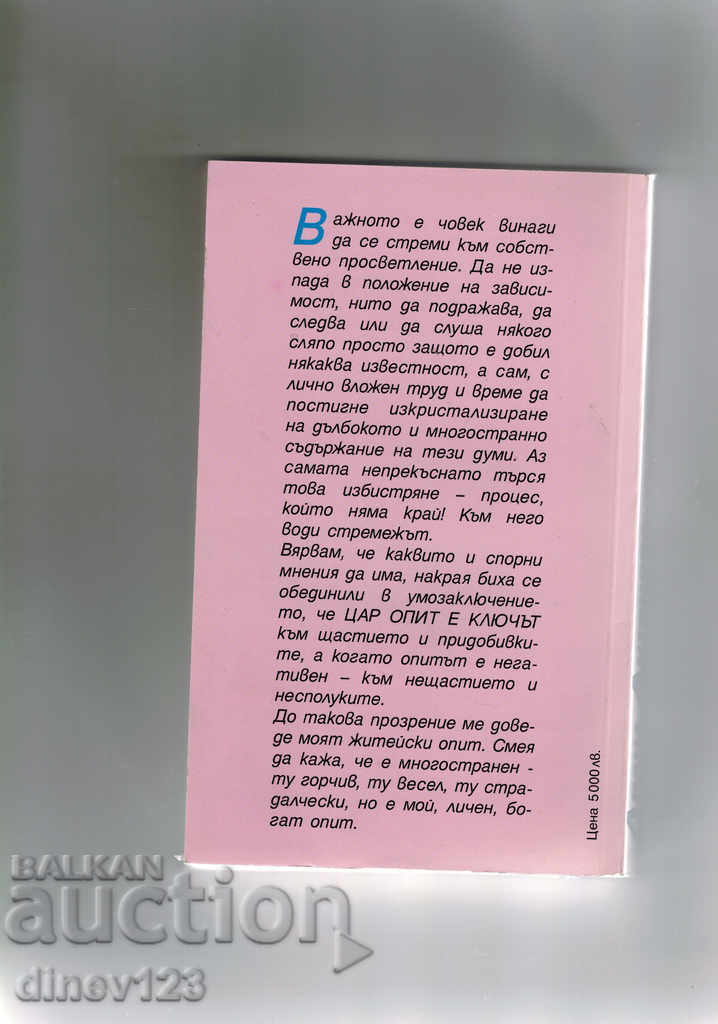 Важното е човек винаги
да се стреми към собст-
вено просветление. Да не из-
пада в положение на зависи-
мост, нито да подражава, да
следва или да слуша някого
сляпо просто защото е добил
някаква известност, а сам, с
лично вложен труд и време да
постигне изкристализиране
на дълбокото и многостранно
съдържание на тези думи. Аз
самата непрекъснато търся
това избистряне – процес,
който няма край! Към него
води стремежът.
Вярвам, че каквито и спорни
мнения да има, накрая биха се
обединили в умозаключение-
то, че ЦАР ОПИТ Е КЛЮЧЪТ
към щастието и придобивки-
те, а когато опитът е нега-
тивен – към нещастието и
несполуките.
До такова прозрение ме дове-
де моят житейски опит. Смея
да кажа, че е многостранен -
ту горчив, ту весел, ту стра-
далчески, но е мой, личен, бо-
гат опит.
Цена 5000 лв.
BALKAN
auction
dinev123